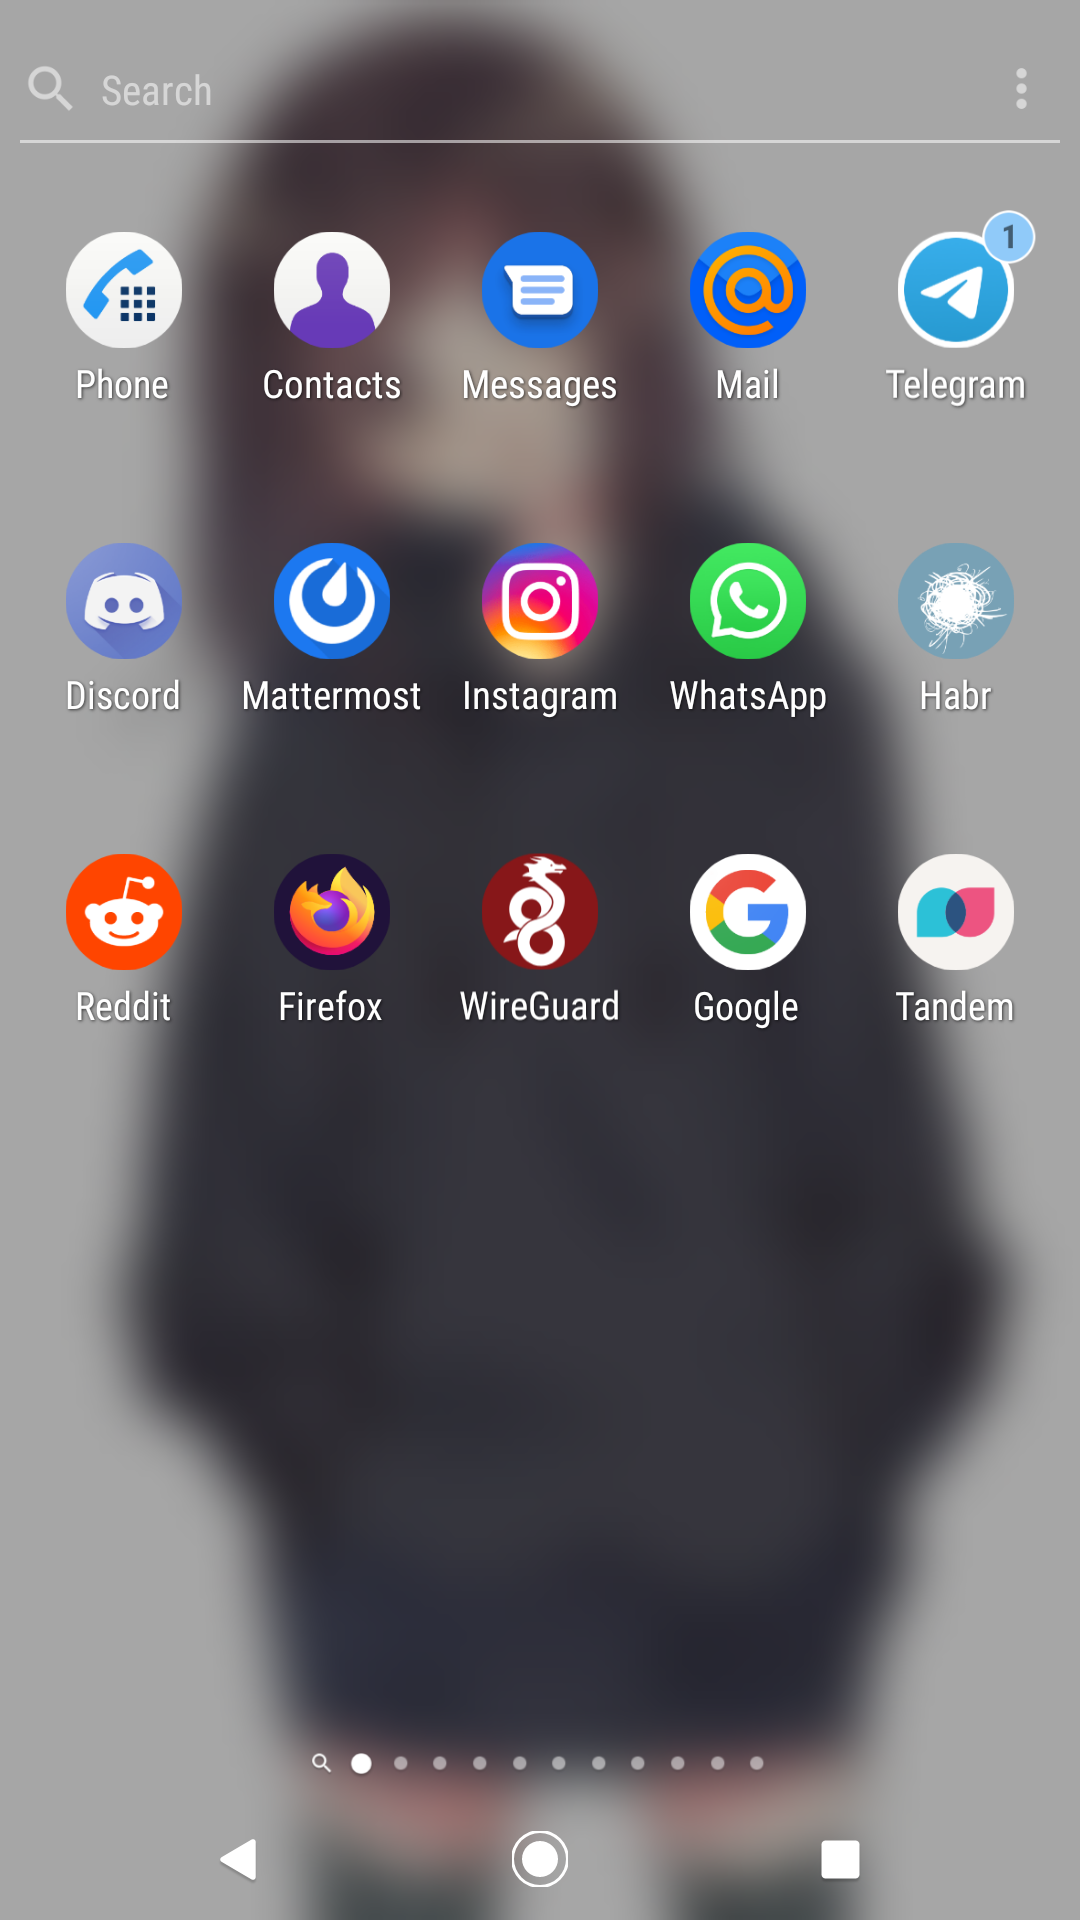 Search
1
Phone
Contacts
Messages
Mail
Telegram
Discord
Mattermost
Instagram
WhatsApp
Habr
Reddit
Firefox
WireGuard
Google
Tandem